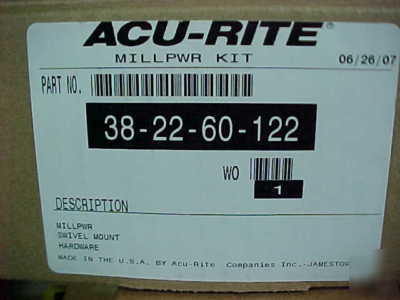 ACU-RITE®
MILLPWR KIT 06/26/07
PART NO.
38-22-60-122
WO
1
DESCRIPTION
MILLPWR
SWIVEL MOUNT
HARDWARE
MADE IN THE U.S.A. BY Acu-Rite Companies Inc.-JAMESTOW